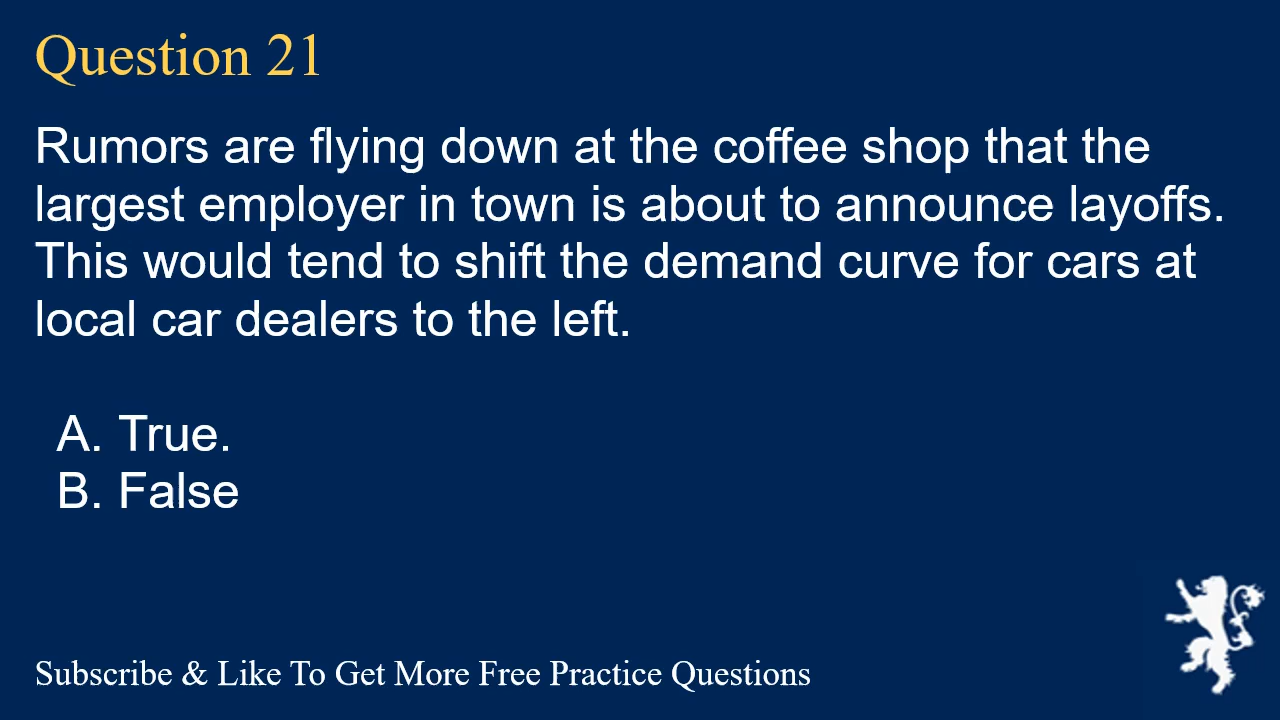 Question 21
Rumors are flying down at the coffee shop that the
largest employer in town is about to announce layoffs.
This would tend to shift the demand curve for cars at
local car dealers to the left.
A. True.
B. False
Subscribe & Like To Get More Free Practice Questions